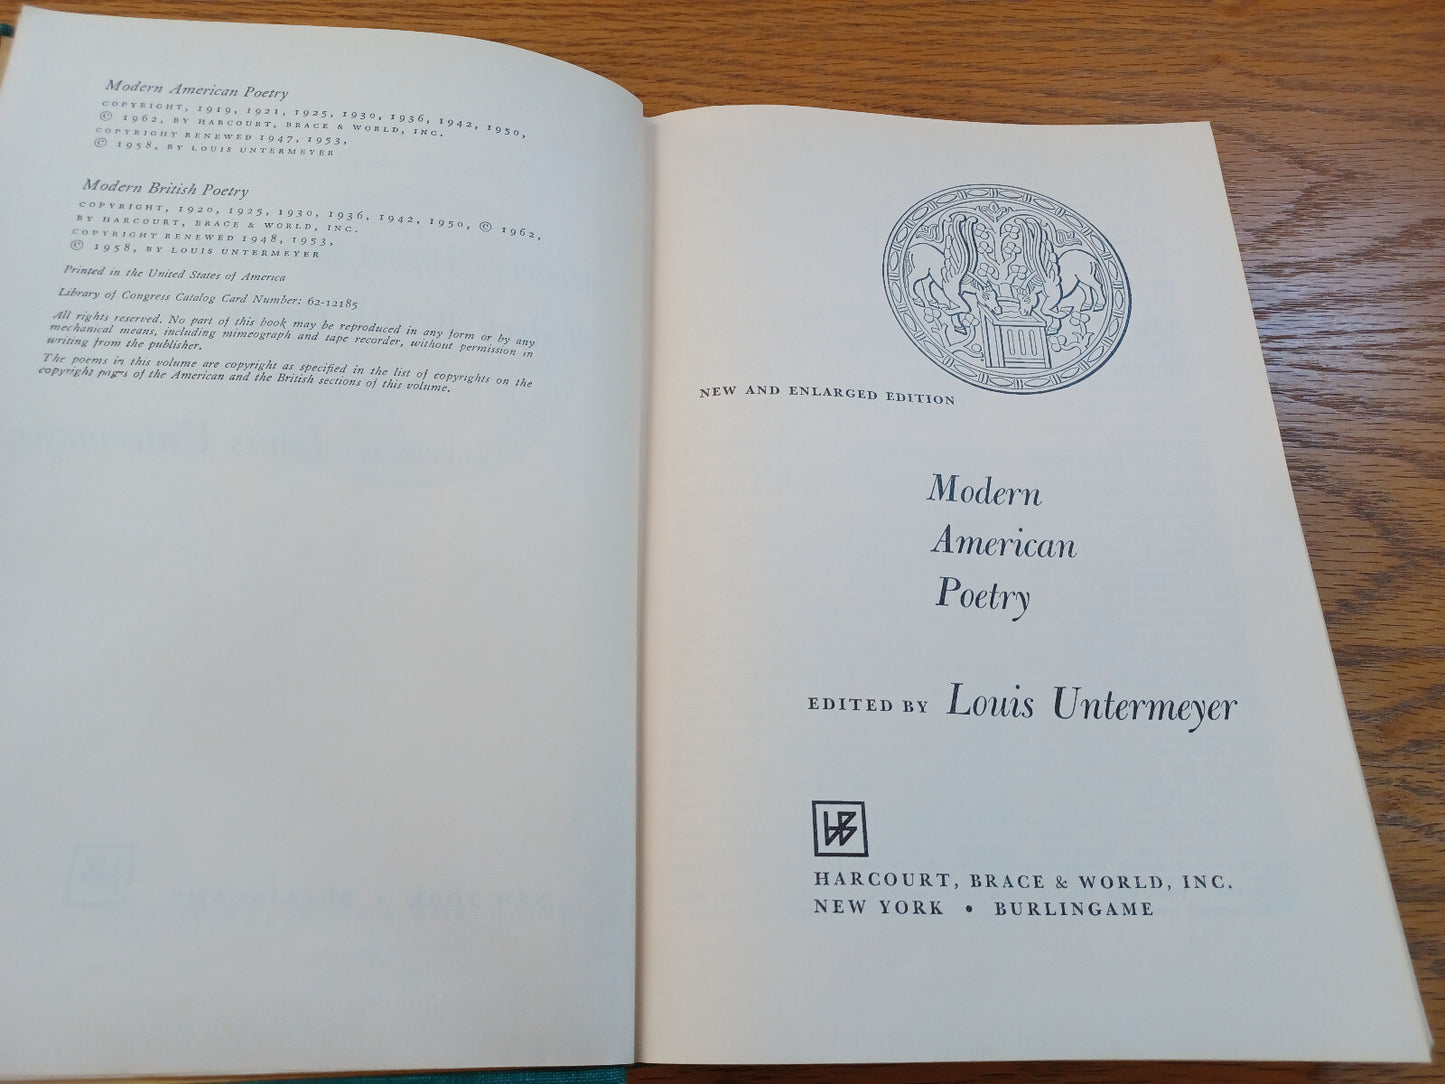 Modern American Poetry
COPYRIGHT, 1919, 1921, 1925, 1930, 1936, 1942, 1950,
© 1962, BY HARCOURT, BRACE & WORLD, INC.
COPYRIGHT RENEWED 1947, 1953,
© 1958, BY LOUIS UNTERMEYER
Modern British Poetry
COPYRIGHT, 1920, 1925, 1930, 1936, 1942, 1950, © 1962,
BY HARCOURT, BRACE & WORLD, INC.
COPYRIGHT RENEWED 1948, 1953,
© 1958, BY LOUIS UNTERMEYER
Printed in the United States of America
Library of Congress Catalog Card Number: 62-12185
All rights reserved. No part of this book may be reproduced in any form or by any
mechanical means, including mimeograph and tape recorder, without permission in
writing from the publisher.
The poems in this volume are copyright as specified in the list of copyrights on the
copyright pages of the American and the British sections of this volume.
NEW AND ENLARGED EDITION
Modern
American
Poetry
EDITED BY Louis Untermeyer
HARCOURT, BRACE & WORLD, INC.
NEW YORK • BURLINGAME